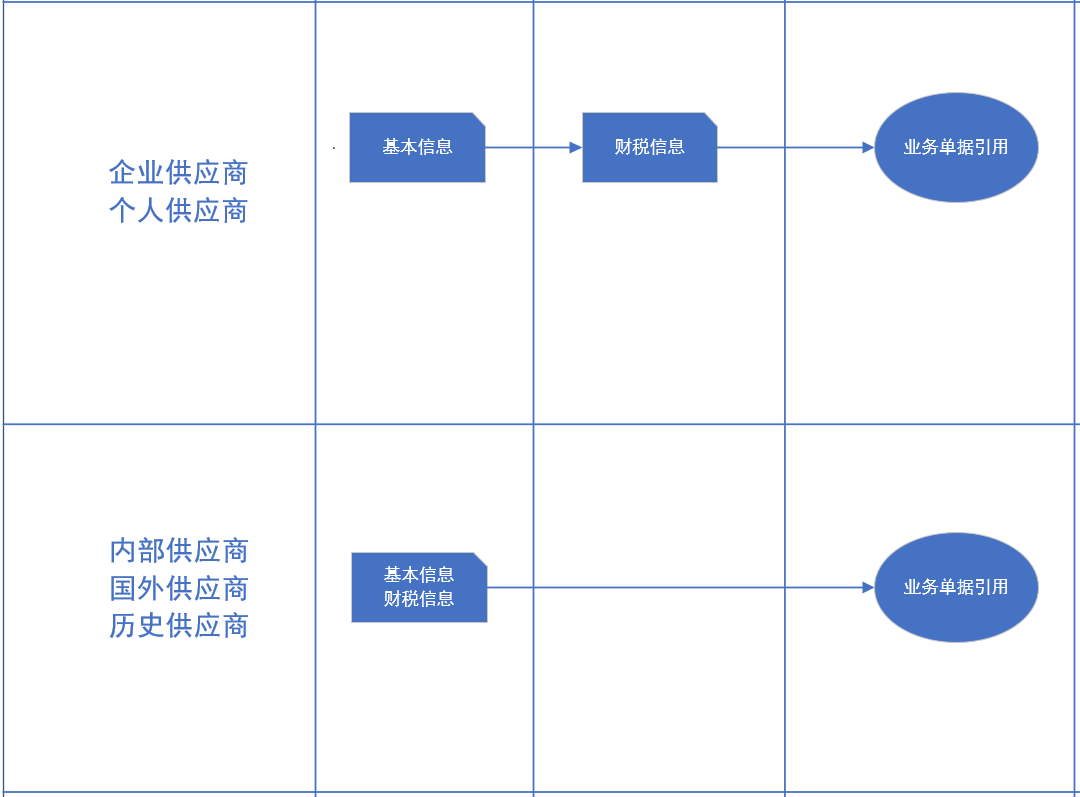 企业供应商
个人供应商
基本信息
财税信息
业务单据引用
内部供应商
国外供应商
历史供应商
基本信息
财税信息
业务单据引用